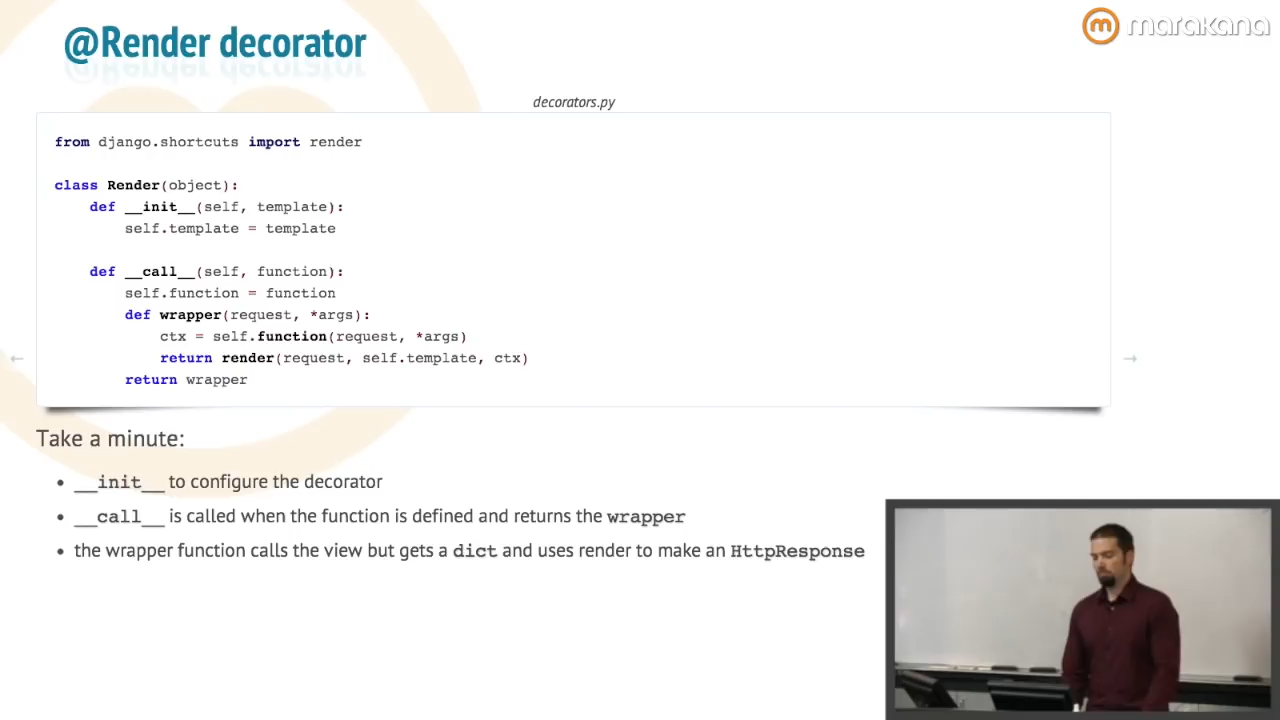 @Render decorator
marakana
decorators.py
from django.shortcuts import render
class Render(object):
def __init__(self, template):
self.template = template
def __call__(self, function):
self.function = function
def wrapper(request, *args):
ctx = self.function(request, *args)
return render(request, self.template, ctx)
return wrapper
Take a minute:
• __init__ to configure the decorator
• __call__ is called when the function is defined and returns the wrapper
• the wrapper function calls the view but gets a dict and uses render to make an HttpResponse